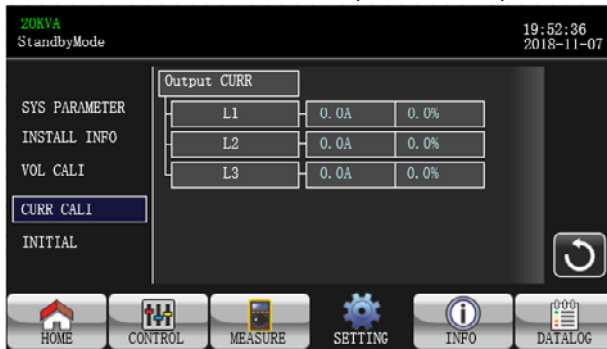 20KVA
StandbyMode
19:52:36
2018-11-07
SYS PARAMETER
INSTALL INFO
VOL CALI
CURR CALI
INITIAL
Output CURR
L1 0.0A 0.0%
L2 0.0A 0.0%
L3 0.0A 0.0%
HOME
CONTROL
MEASURE
SETTING
INFO
DATALOG